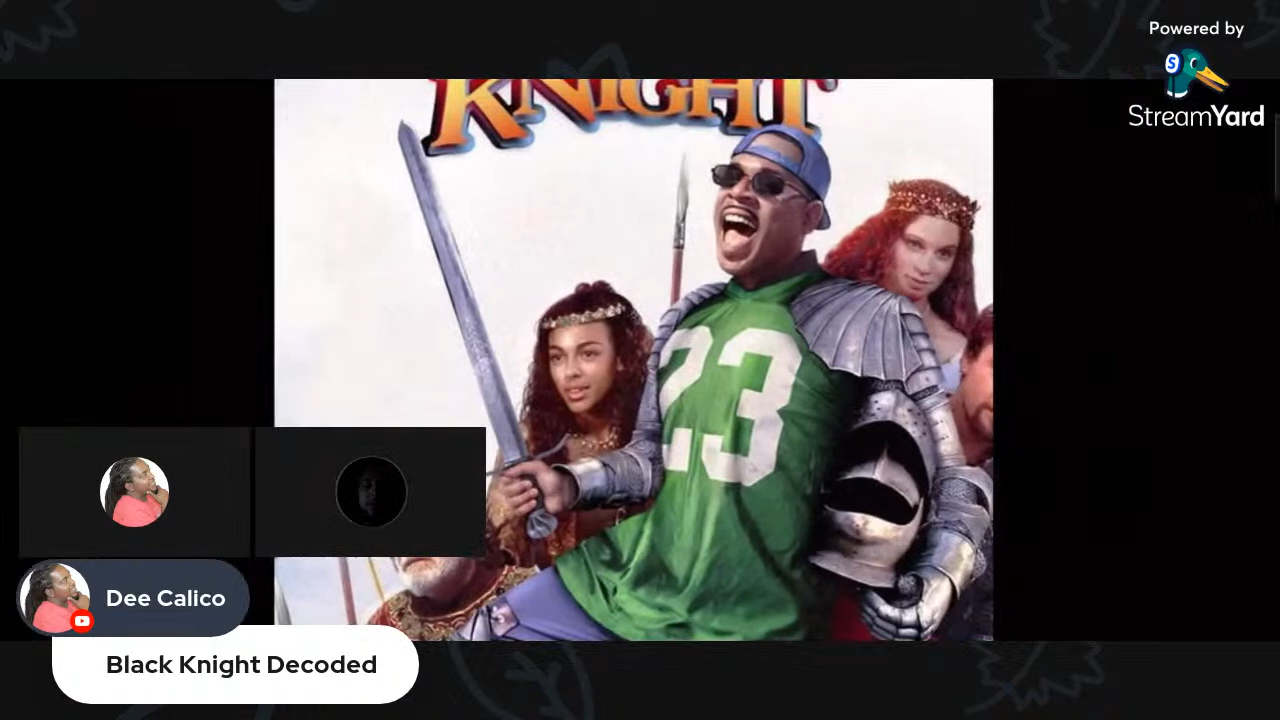 Powered by
StreamYard
KNIGHT
23
Dee Calico
Black Knight Decoded